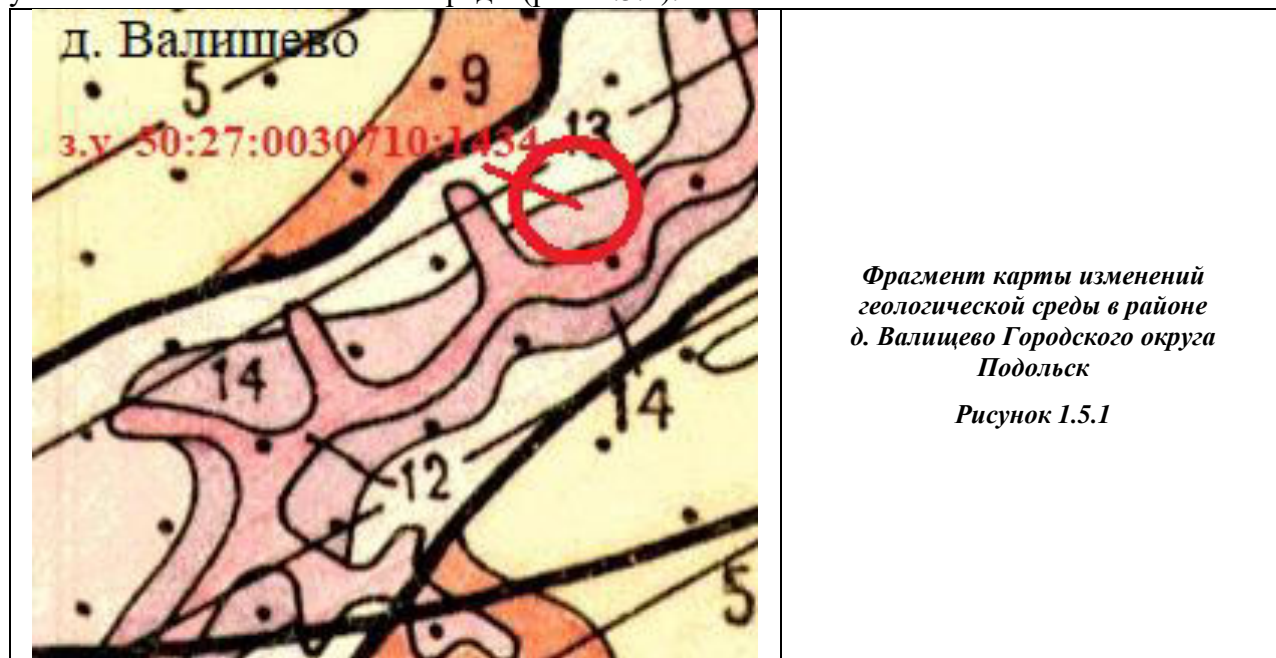 д. Валищево
5
9
13
з.у. 50:27:0030710:1434
14
14
12
5
Фрагмент карты изменений
геологической среды в районе
д. Валищево Городского округа
Подольск
Рисунок 1.5.1